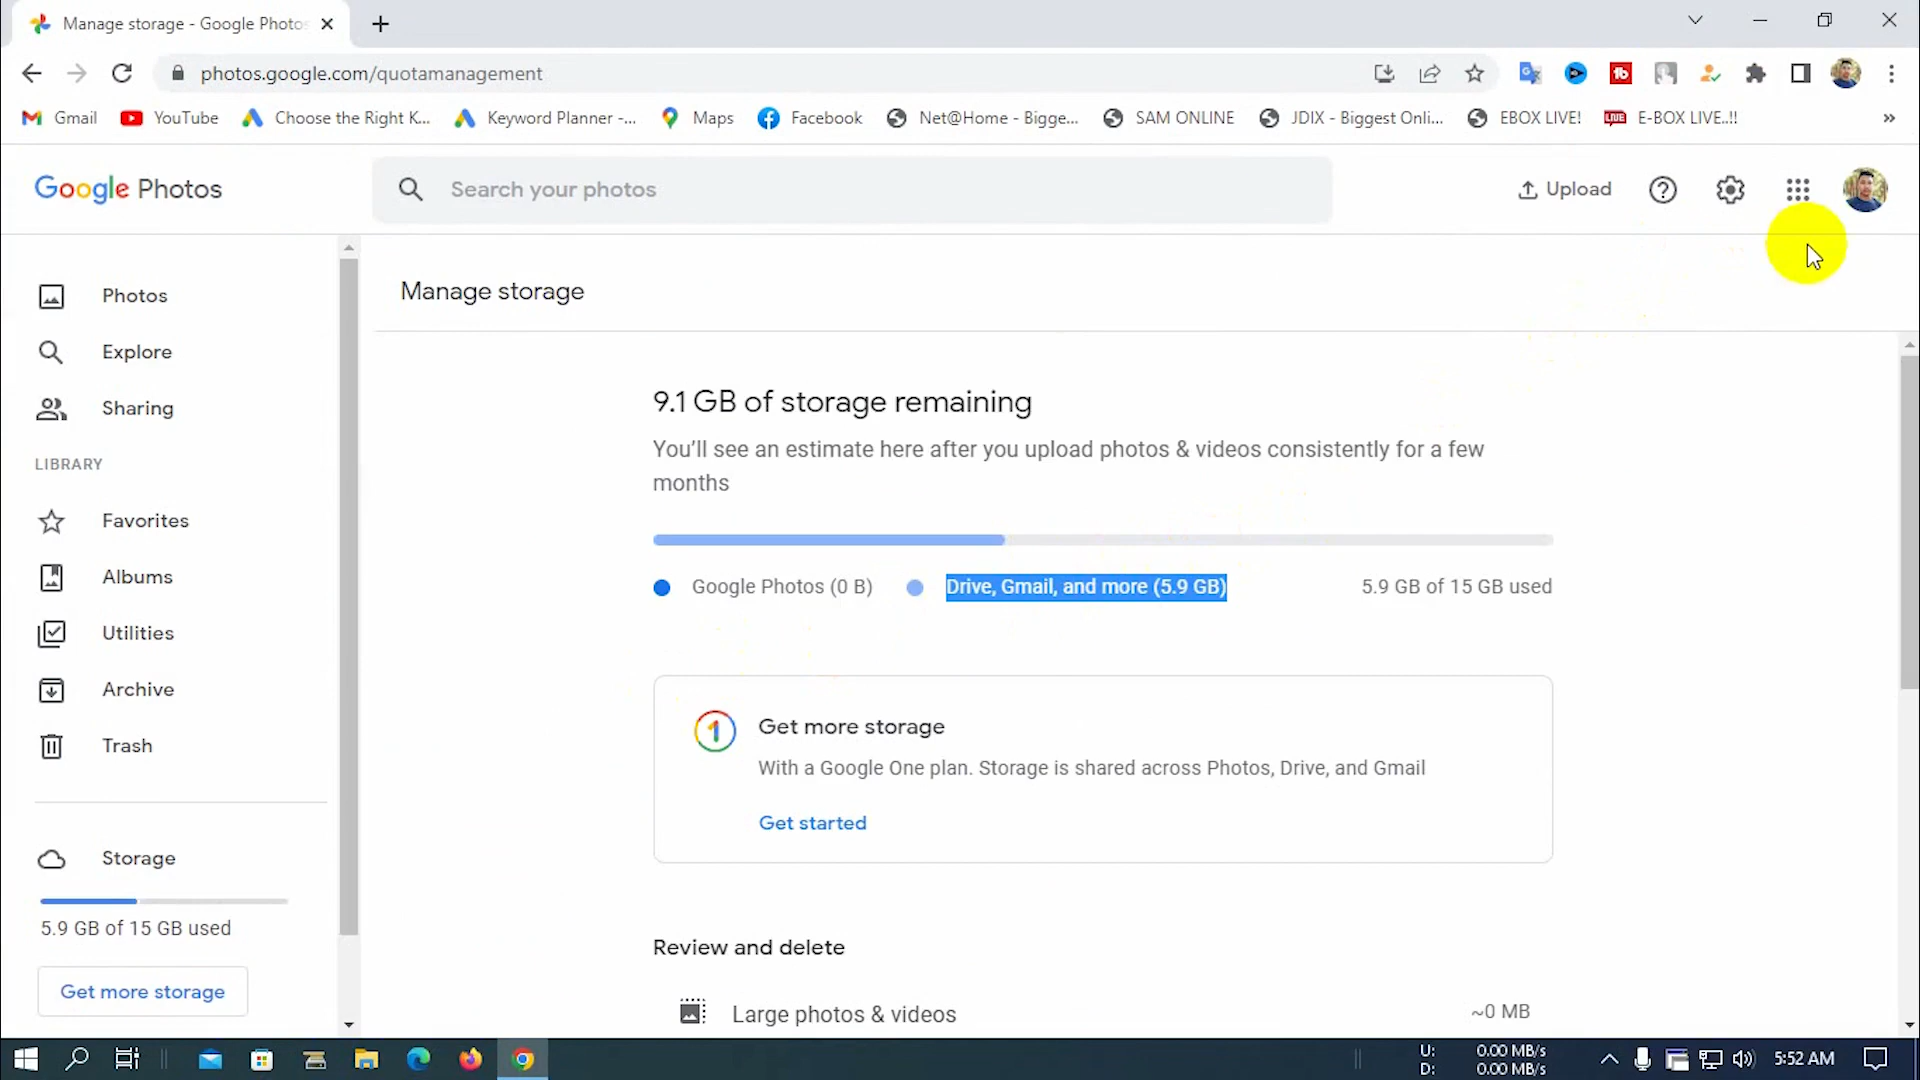 Manage storage - Google Photos
photos.google.com/quotamanagement
Gmail
YouTube
Choose the Right K...
Keyword Planner -...
Maps
Facebook
Net@Home - Bigge...
SAM ONLINE
JDIX - Biggest Onli...
EBOX LIVE!
LIVE
E-BOX LIVE..!!
»
Google Photos
Search your photos
Upload
Photos
Explore
Sharing
LIBRARY
Favorites
Albums
Utilities
Archive
Trash
Storage
5.9 GB of 15 GB used
Get more storage
Manage storage
9.1 GB of storage remaining
You'll see an estimate here after you upload photos & videos consistently for a few
months
Google Photos (0 B)
Drive, Gmail, and more (5.9 GB)
5.9 GB of 15 GB used
1
Get more storage
With a Google One plan. Storage is shared across Photos, Drive, and Gmail
Get started
Review and delete
Large photos & videos
~0 MB
U: 0.00 MB/s
D: 0.00 MB/s
5:52 AM